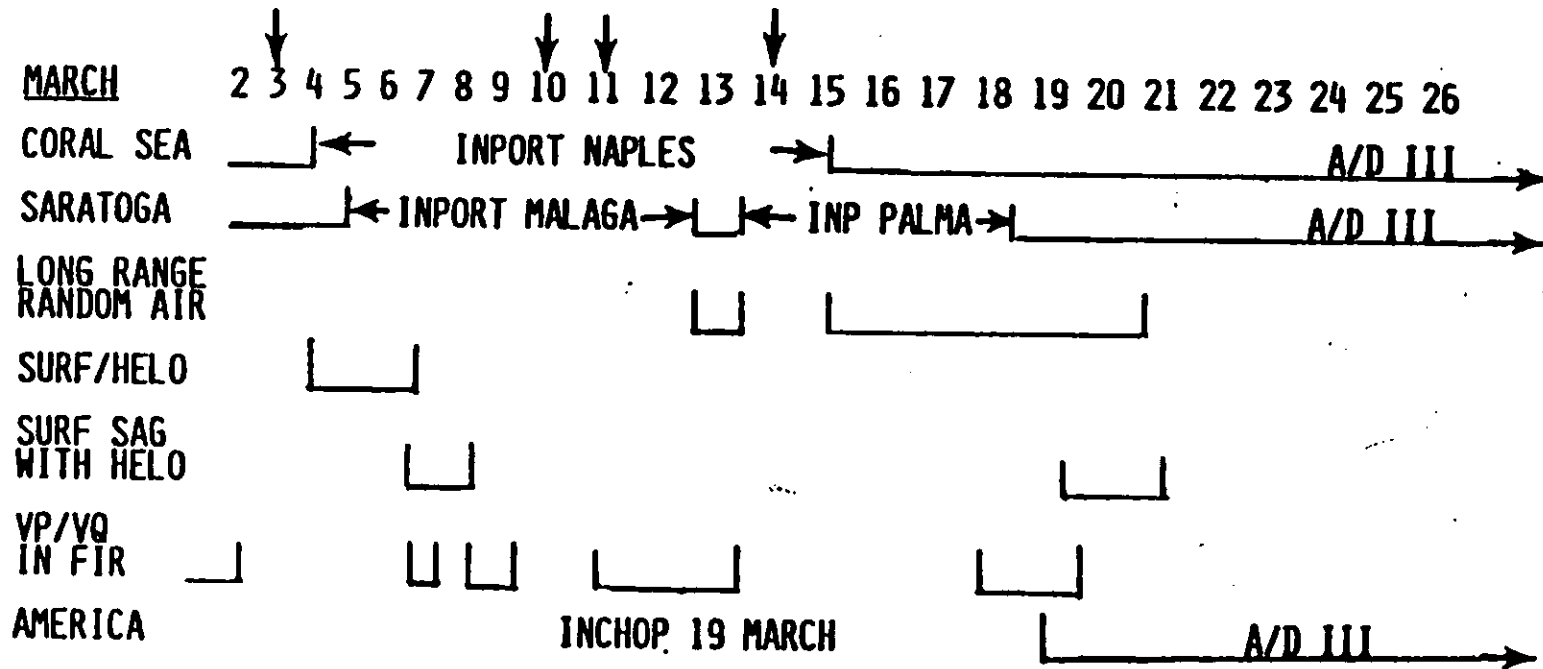 MARCH 2 3 4 5 6 7 8 9 10 11 12 13 14 15 16 17 18 19 20 21 22 23 24 25 26
CORAL SEA INPORT NAPLES A/D III
SARATOGA INPORT MALAGA INP PALMA A/D III
LONG RANGE
RANDOM AIR
SURF/HELO
SURF SAG
WITH HELO
VP/VQ
IN FIR
AMERICA INCHOP 19 MARCH A/D III